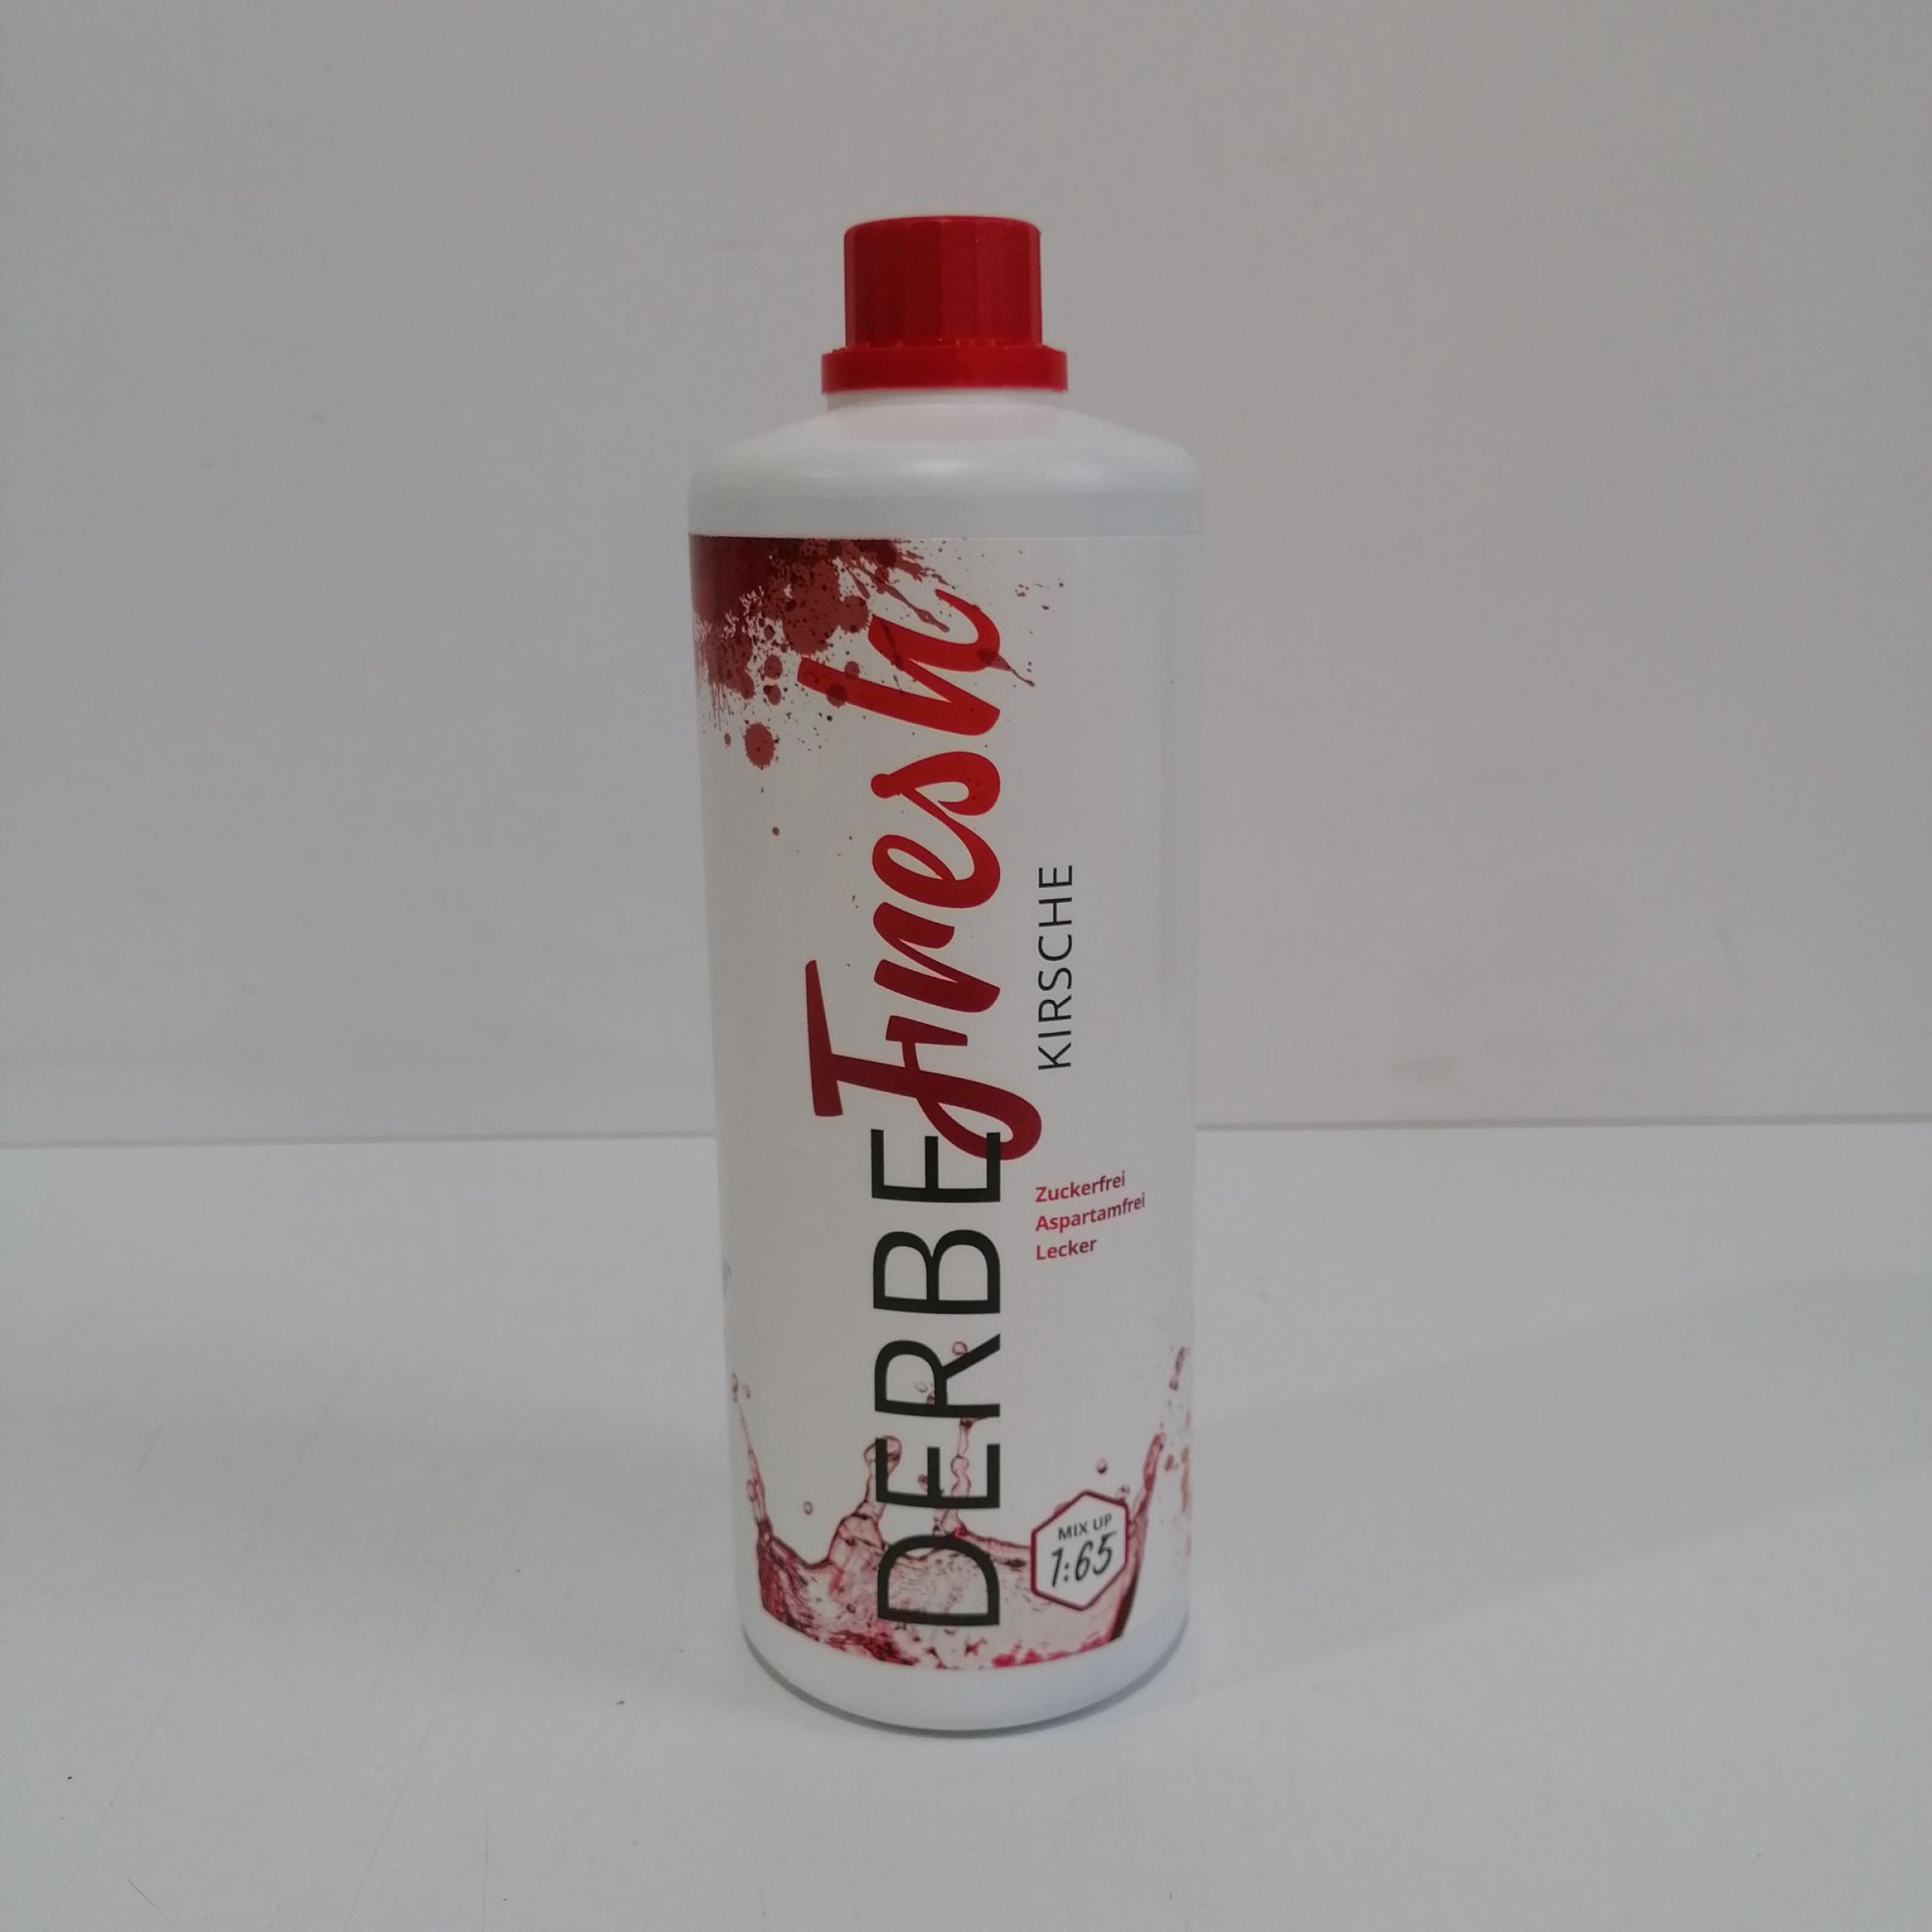 DERBE Fresh
KIRSCHE
Zuckerfrei
Aspartamfrei
Lecker
MIX UP
1:65